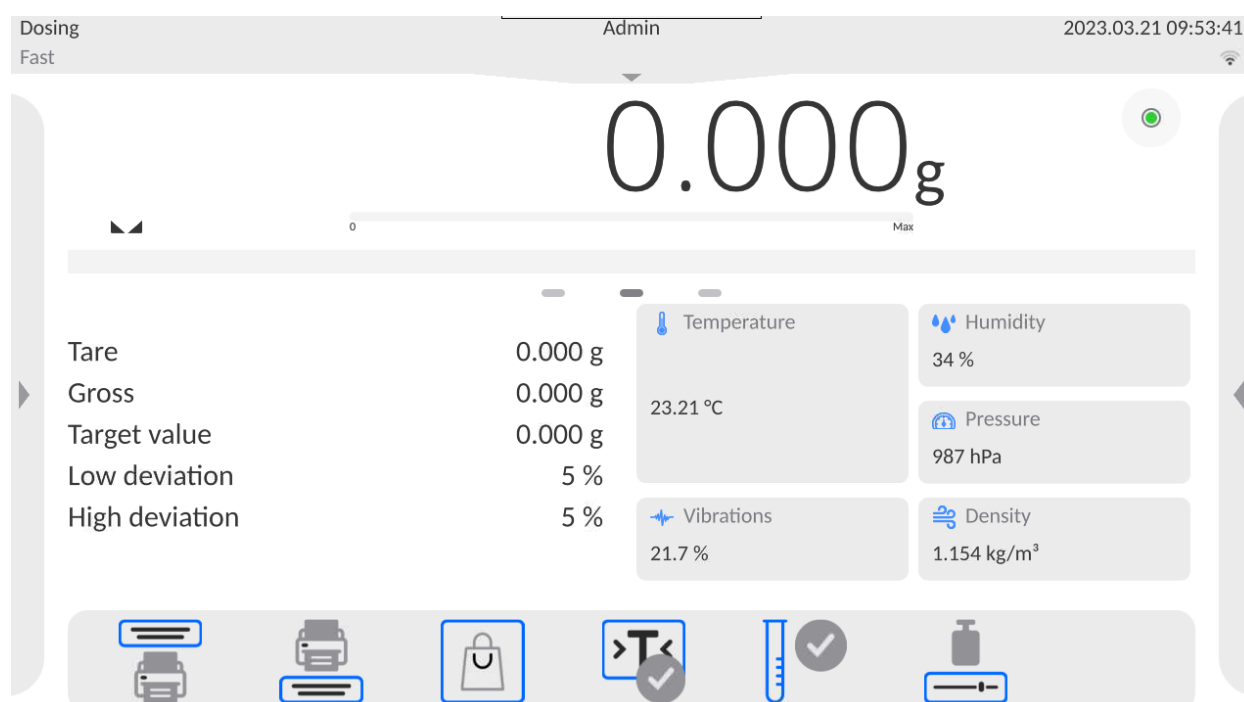 Dosing
Admin
2023.03.21 09:53:41
Fast
0.000 g
0
Max
Tare 0.000 g
Gross 0.000 g
Target value 0.000 g
Low deviation 5 %
High deviation 5 %
Temperature
23.21 °C
Humidity
34 %
Pressure
987 hPa
Vibrations
21.7 %
Density
1.154 kg/m³
>T<